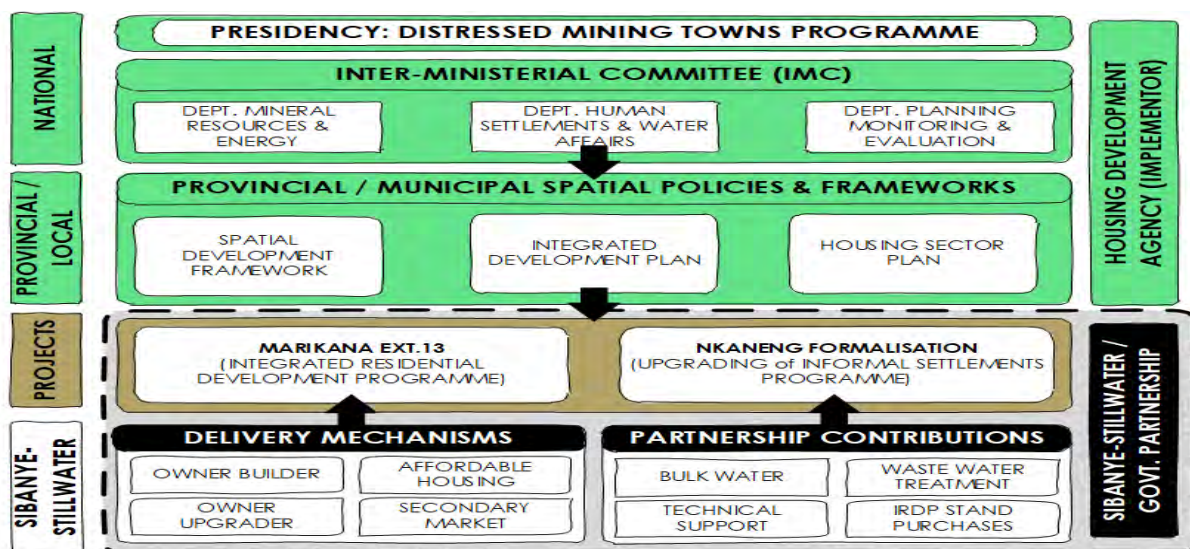 NATIONAL
PRESIDENCY: DISTRESSED MINING TOWNS PROGRAMME
INTER-MINISTERIAL COMMITTEE (IMC)
DEPT. MINERAL
RESOURCES &
ENERGY
DEPT. HUMAN
SETTLEMENTS & WATER
AFFAIRS
DEPT. PLANNING
MONITORING &
EVALUATION
HOUSING DEVELOPMENT
AGENCY (IMPLEMENTOR)
PROVINCIAL /
LOCAL
PROVINCIAL / MUNICIPAL SPATIAL POLICIES & FRAMEWORKS
SPATIAL
DEVELOPMENT
FRAMEWORK
INTEGRATED
DEVELOPMENT PLAN
HOUSING SECTOR
PLAN
PROJECTS
MARIKANA EXT.13
(INTEGRATED RESIDENTIAL
DEVELOPMENT PROGRAMME)
NKANENG FORMALISATION
(UPGRADING of INFORMAL SETTLEMENTS
PROGRAMME)
SIBANYE-STILLWATER /
GOVT. PARTNERSHIP
SIBANYE-
STILLWATER
DELIVERY MECHANISMS
OWNER BUILDER
AFFORDABLE
HOUSING
OWNER
UPGRADER
SECONDARY
MARKET
PARTNERSHIP CONTRIBUTIONS
BULK WATER
WASTE WATER
TREATMENT
TECHNICAL
SUPPORT
IRDP STAND
PURCHASES